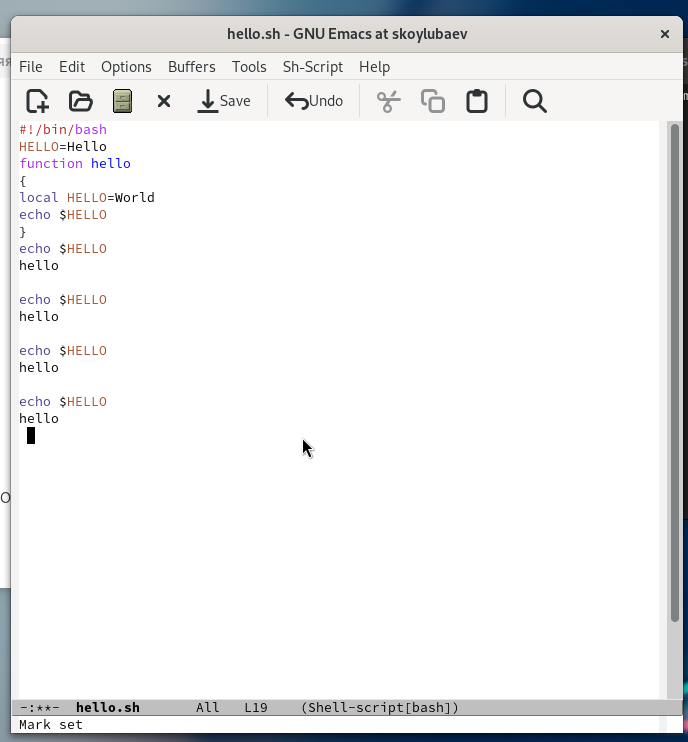 hello.sh - GNU Emacs at skoylubaev
File Edit Options Buffers Tools Sh-Script Help
Save Undo
#!/bin/bash
HELLO=Hello
function hello
{
local HELLO=World
echo $HELLO
}
echo $HELLO
hello
echo $HELLO
hello
echo $HELLO
hello
echo $HELLO
hello
-:**- hello.sh All L19 (Shell-script[bash])
Mark set